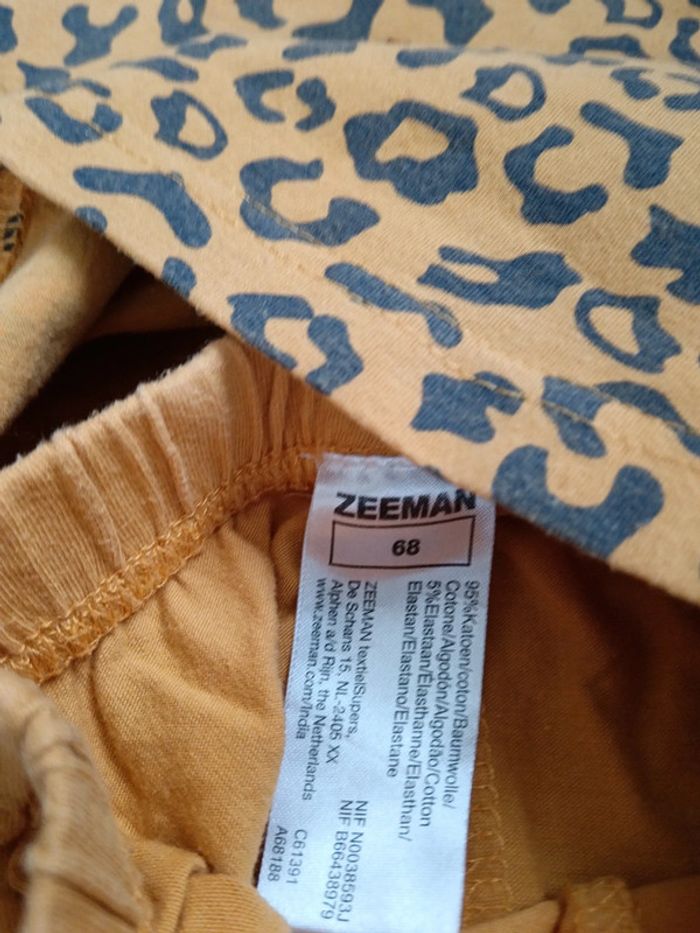 ZEEMAN
68
95%Katoen/coton/Baumwolle/
Cotone/Algodón/Algodão/Cotton
5%Elastaan/Elasthanne/Elasthan/
Elastan/Elastano/Elastane
ZEEMAN textielSupers,
De Schans 15, NL-2405 XX
Alphen a/d Rijn, the Netherlands
www.zeeman.com/India
NIF N0038593J
NIF B66438979
C61391
A68188